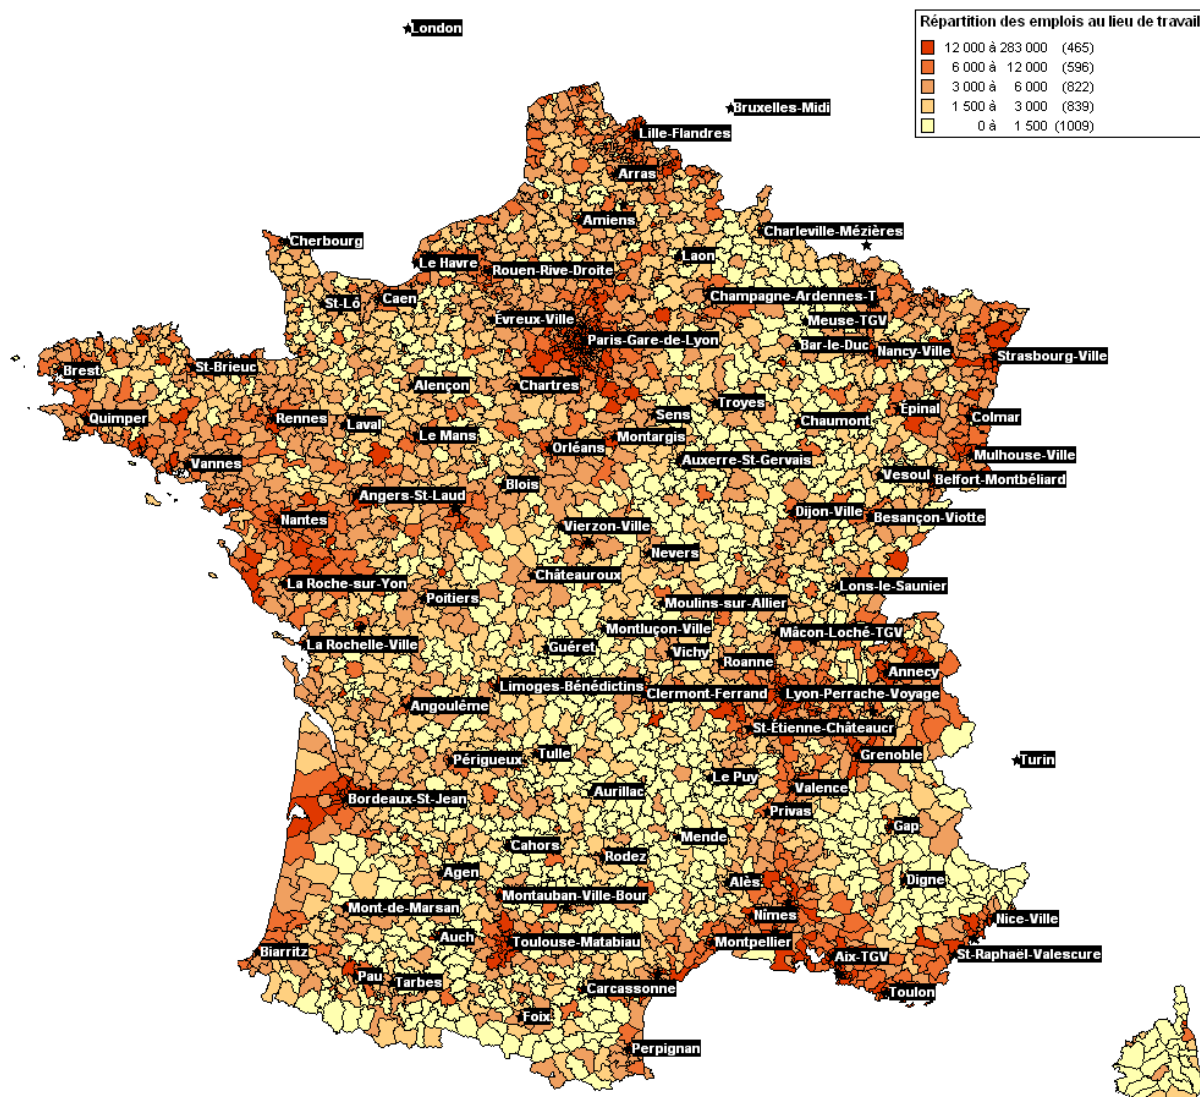 London
Répartition des emplois au lieu de travail
12 000 à 283 000 (465)
6 000 à 12 000 (596)
3 000 à 6 000 (822)
1 500 à 3 000 (839)
0 à 1 500 (1009)
Bruxelles-Midi
Lille-Flandres
Arras
Amiens
Charleville-Mézières
Cherbourg
Laon
Le Havre
Rouen-Rive-Droite
St-Lô
Caen
Champagne-Ardennes-T
Évreux-Ville
Meuse-TGV
Paris-Gare-de-Lyon
Bar-le-Duc
Nancy-Ville
Strasbourg-Ville
Brest
St-Brieuc
Alençon
Chartres
Troyes
Épinal
Quimper
Rennes
Laval
Sens
Chaumont
Colmar
Le Mans
Orléans
Montargis
Mulhouse-Ville
Vannes
Auxerre-St-Gervais
Vesoul
Belfort-Montbéliard
Blois
Angers-St-Laud
Nantes
Vierzon-Ville
Dijon-Ville
Besançon-Viotte
Nevers
Châteauroux
La Roche-sur-Yon
Lons-le-Saunier
Poitiers
Moulins-sur-Allier
Montluçon-Ville
Mâcon-Loché-TGV
La Rochelle-Ville
Guéret
Vichy
Roanne
Annecy
Limoges-Bénédictins
Clermont-Ferrand
Lyon-Perrache-Voyage
Angoulême
St-Étienne-Châteaucr
Périgueux
Tulle
Grenoble
Turin
Le Puy
Valence
Aurillac
Bordeaux-St-Jean
Privas
Gap
Mende
Cahors
Rodez
Agen
Alès
Digne
Montauban-Ville-Bour
Mont-de-Marsan
Nîmes
Nice-Ville
Auch
Toulouse-Matabiau
Montpellier
Biarritz
Aix-TGV
St-Raphaël-Valescure
Pau
Tarbes
Carcassonne
Toulon
Foix
Perpignan